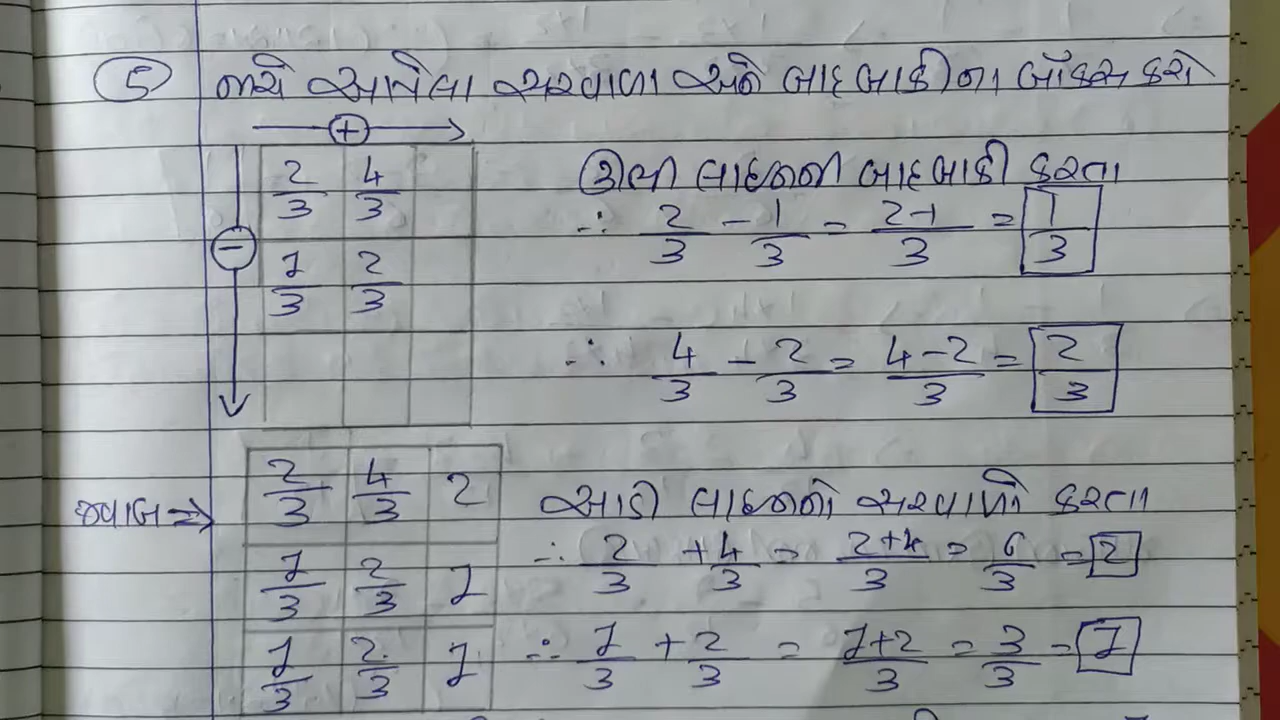 5 નીચે આપેલા સરવાળા અને બાદબાકીના બોક્સ કરો
+
2/3 4/3
−
1/3 2/3
ઊભી લાઇનની બાદબાકી કરતા
∴ 2/3 − 1/3 = 2-1/3 = 1/3
∴ 4/3 − 2/3 = 4-2/3 = 2/3
જવાબ ⇒
2/3 4/3 2
1/3 2/3 1
1/3 2/3 1
આડી લાઇનનો સરવાળો કરતા
∴ 2/3 + 4/3 = 2+4/3 = 6/3 = 2
∴ 1/3 + 2/3 = 1+2/3 = 3/3 = 1